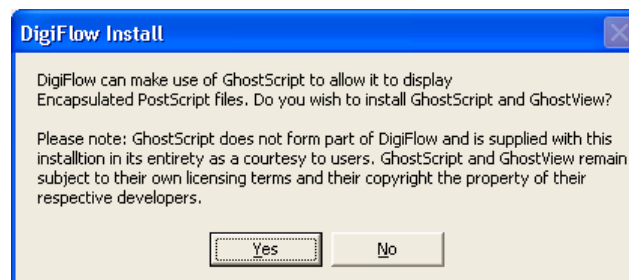 DigiFlow Install
DigiFlow can make use of GhostScript to allow it to display
Encapsulated PostScript files. Do you wish to install GhostScript and GhostView?
Please note: GhostScript does not form part of DigiFlow and is supplied with this
installtion in its entirety as a courtesy to users. GhostScript and GhostView remain
subject to their own licensing terms and their copyright the property of their
respective developers.
Yes No